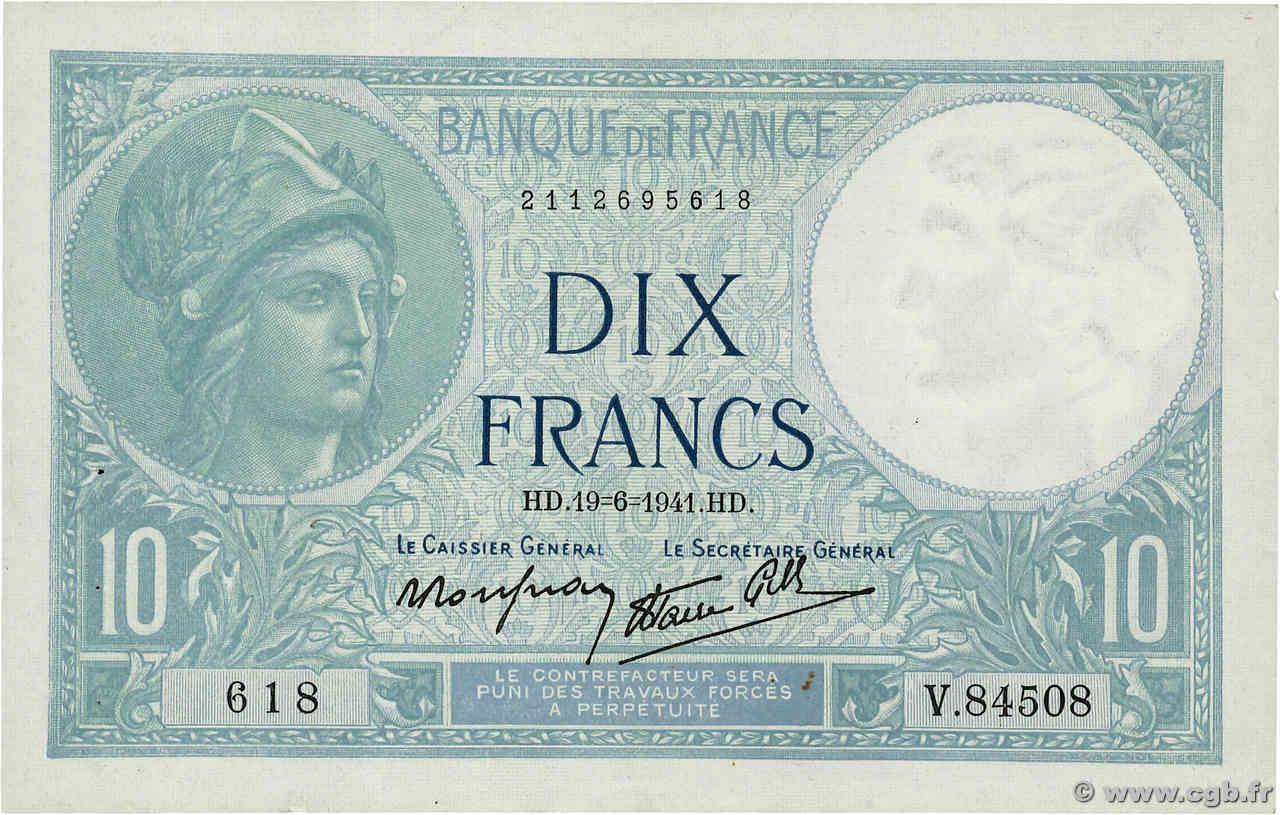 BANQUE DE FRANCE
2112695618
DIX
FRANCS
HD.19=6=1941.HD.
LE CAISSIER GÉNÉRAL LE SECRÉTAIRE GÉNÉRAL
10 10
LE CONTREFACTEUR SERA
PUNI DES TRAVAUX FORCÉS
A PERPÉTUITÉ
618 V.84508
© www.cgb.fr